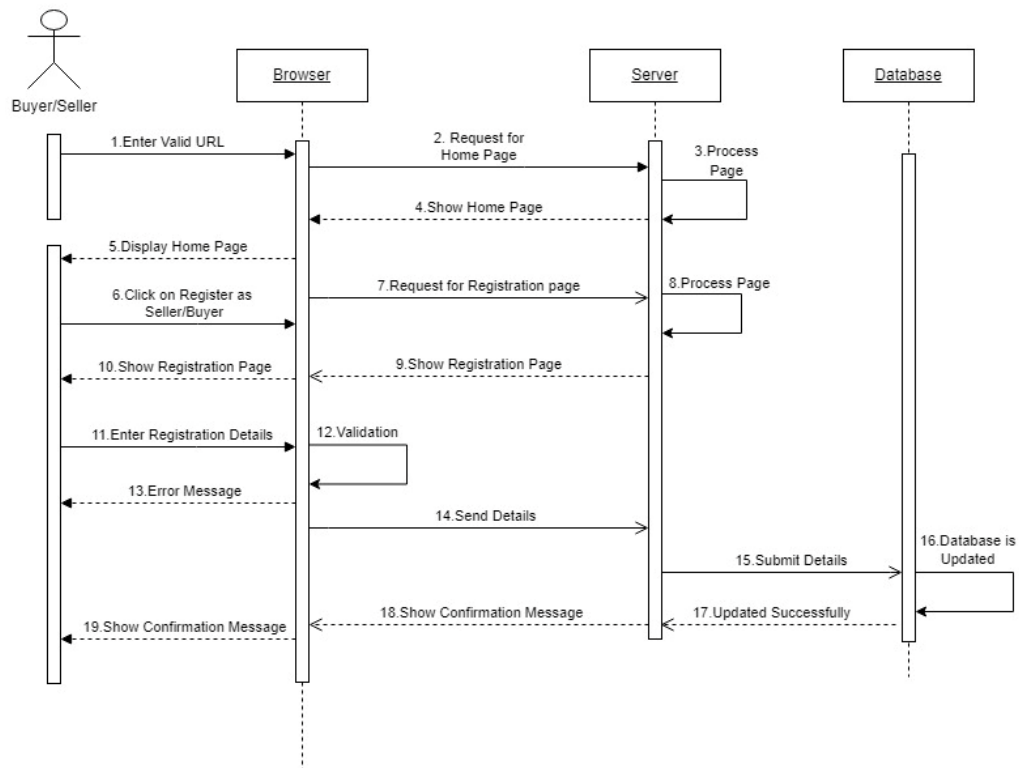 Buyer/Seller
Browser
Server
Database
1.Enter Valid URL
2. Request for
Home Page
3.Process
Page
4.Show Home Page
5.Display Home Page
6.Click on Register as
Seller/Buyer
7.Request for Registration page
8.Process Page
9.Show Registration Page
10.Show Registration Page
11.Enter Registration Details
12.Validation
13.Error Message
14.Send Details
15.Submit Details
16.Database is
Updated
17.Updated Successfully
18.Show Confirmation Message
19.Show Confirmation Message